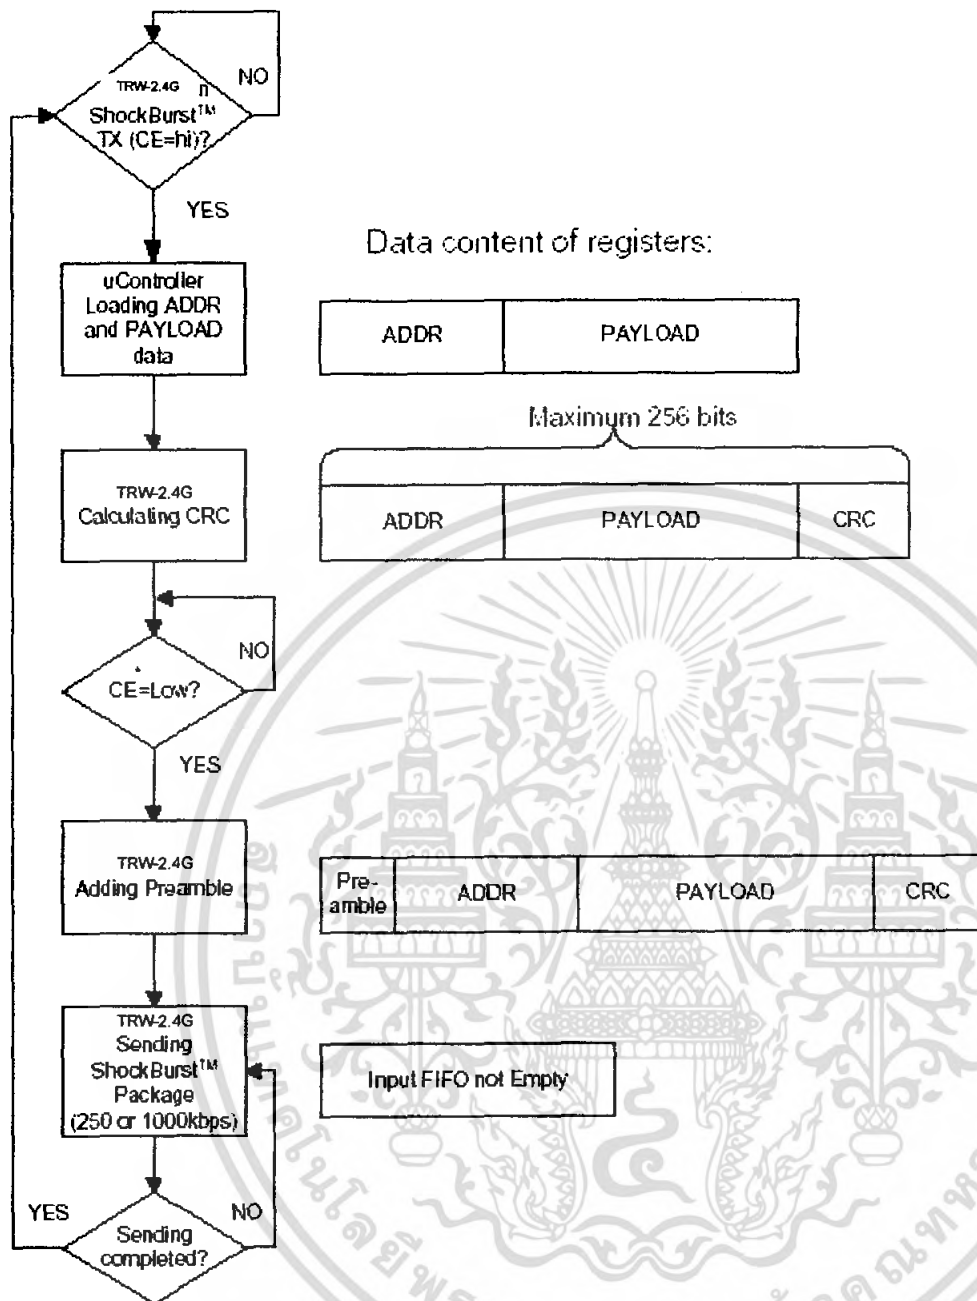 TRW-2.4G n
ShockBurst™
TX (CE=hi)?
NO
YES
uController
Loading ADDR
and PAYLOAD
data
Data content of registers:
ADDR PAYLOAD
Maximum 256 bits
TRW-2.4G
Calculating CRC
ADDR PAYLOAD CRC
NO
CE=Low?
YES
TRW-2.4G
Adding Preamble
Pre-
amble ADDR PAYLOAD CRC
TRW-2.4G
Sending
ShockBurst™
Package
(250 or 1000kbps)
Input FIFO not Empty
YES
NO
Sending
completed?